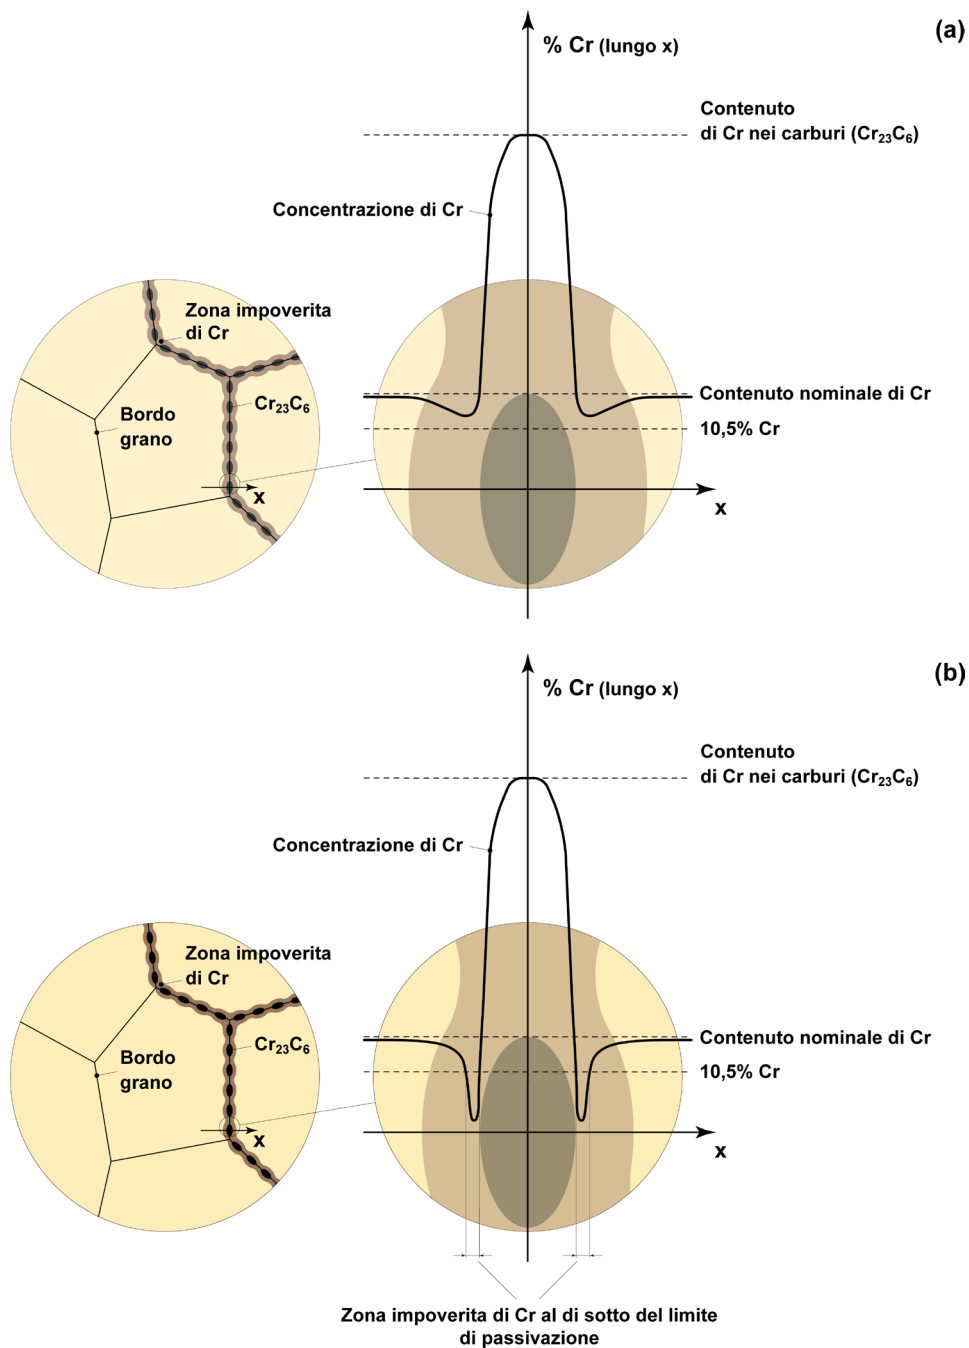 (a)
% Cr (lungo x)
Contenuto
di Cr nei carburi (Cr₂₃C₆)
Concentrazione di Cr
Zona impoverita
di Cr
Cr₂₃C₆
Bordo
grano
x
Contenuto nominale di Cr
10,5% Cr
x
(b)
% Cr (lungo x)
Contenuto
di Cr nei carburi (Cr₂₃C₆)
Concentrazione di Cr
Zona impoverita
di Cr
Cr₂₃C₆
Bordo
grano
x
Contenuto nominale di Cr
10,5% Cr
x
Zona impoverita di Cr al di sotto del limite
di passivazione